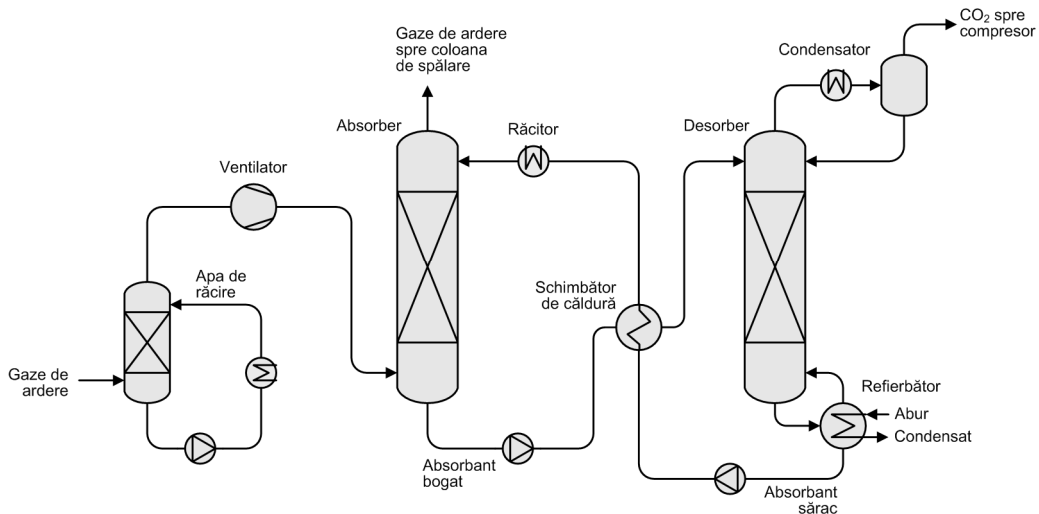 CO₂ spre
compresor
Gaze de ardere
spre coloana
de spălare
Condensator
Absorber
Răcitor
Desorber
Ventilator
Apa de
răcire
Schimbător
de căldură
Gaze de
ardere
Refierbător
Abur
Condensat
Absorbant
bogat
Absorbant
sărac